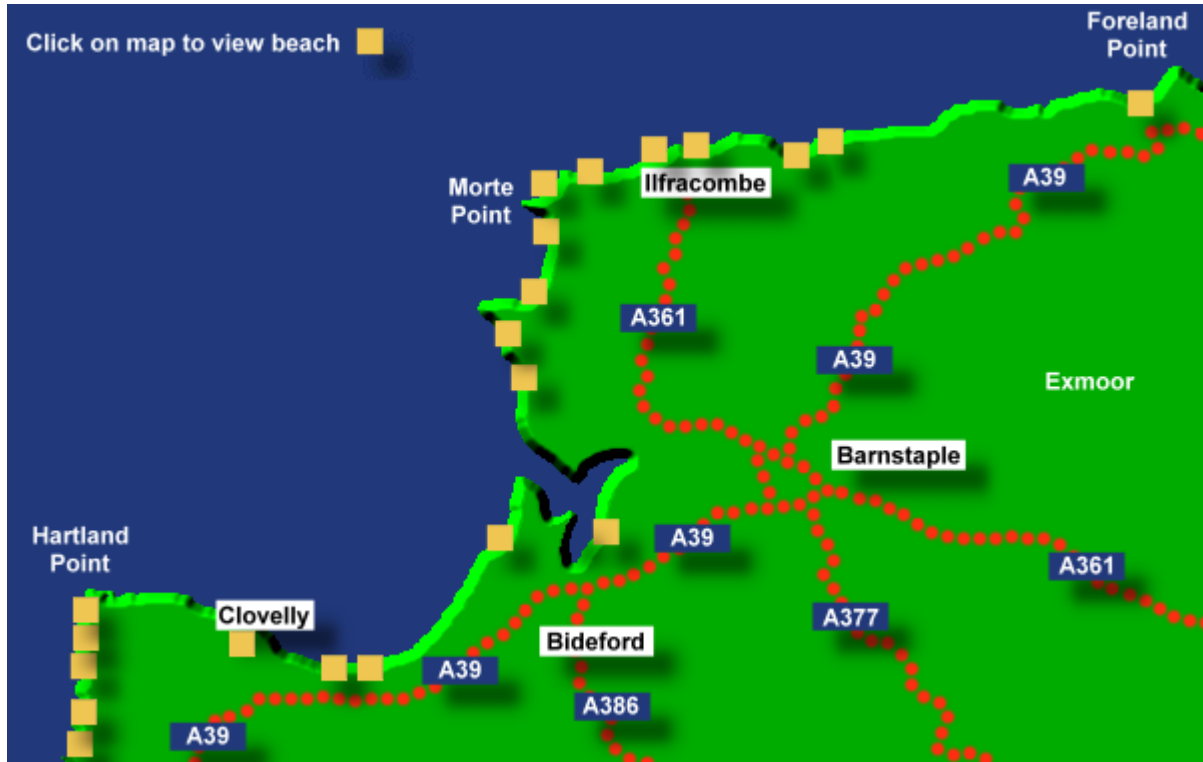 Foreland
Point
Click on map to view beach
A39
Ilfracombe
Morte
Point
A361
A39
Exmoor
Barnstaple
Hartland
Point
A39
A361
Clovelly
A377
Bideford
A39
A386
A39